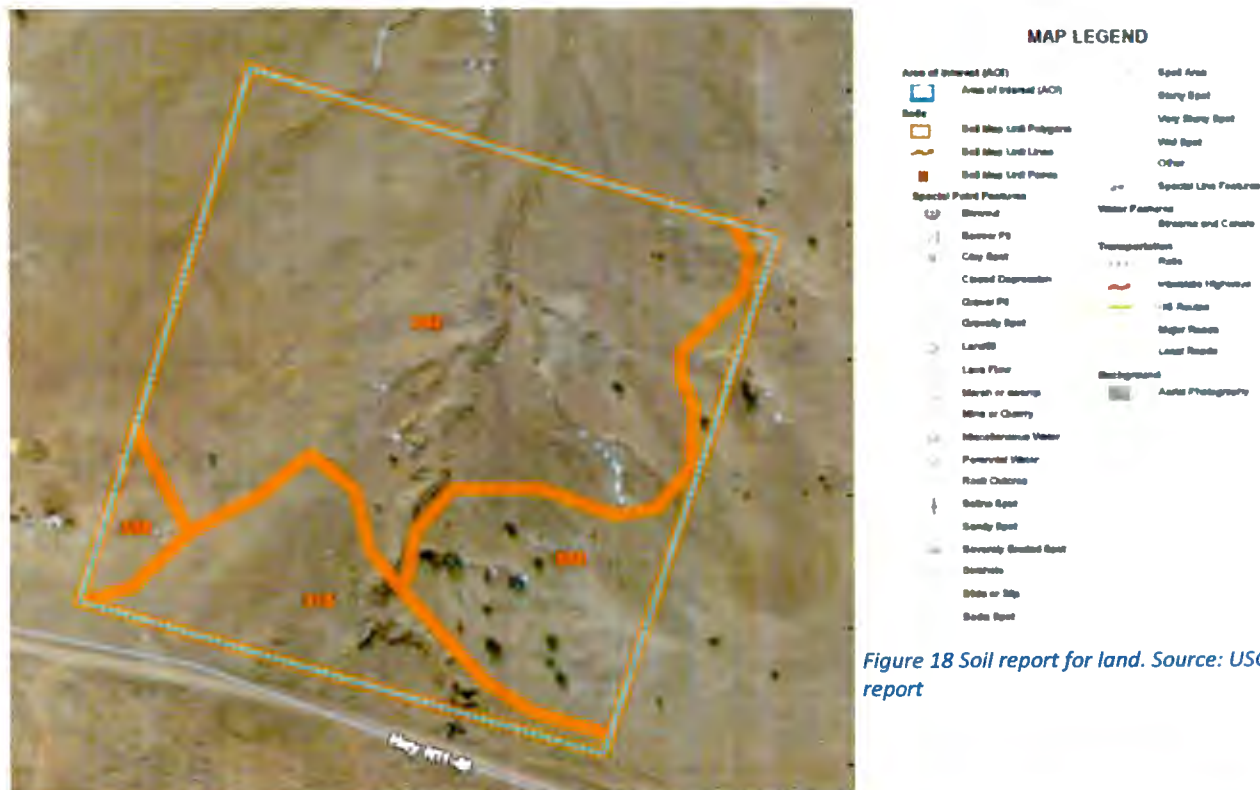 MAP LEGEND
Area of Interest (AOI)
Area of Interest (AOI)
Soils
Soil Map Unit Polygons
Soil Map Unit Lines
Soil Map Unit Points
Special Point Features
Blowout
Borrow Pit
Clay Spot
Closed Depression
Gravel Pit
Gravelly Spot
Landfill
Lava Flow
Marsh or swamp
Mine or Quarry
Miscellaneous Water
Perennial Water
Rock Outcrop
Saline Spot
Sandy Spot
Severely Eroded Spot
Sinkhole
Slide or Slip
Sodic Spot
Spoil Area
Stony Spot
Very Stony Spot
Wet Spot
Other
Special Line Features
Water Features
Streams and Canals
Transportation
Rails
Interstate Highways
US Routes
Major Roads
Local Roads
Background
Aerial Photography
Hwy
Figure 18 Soil report for land. Source:
report